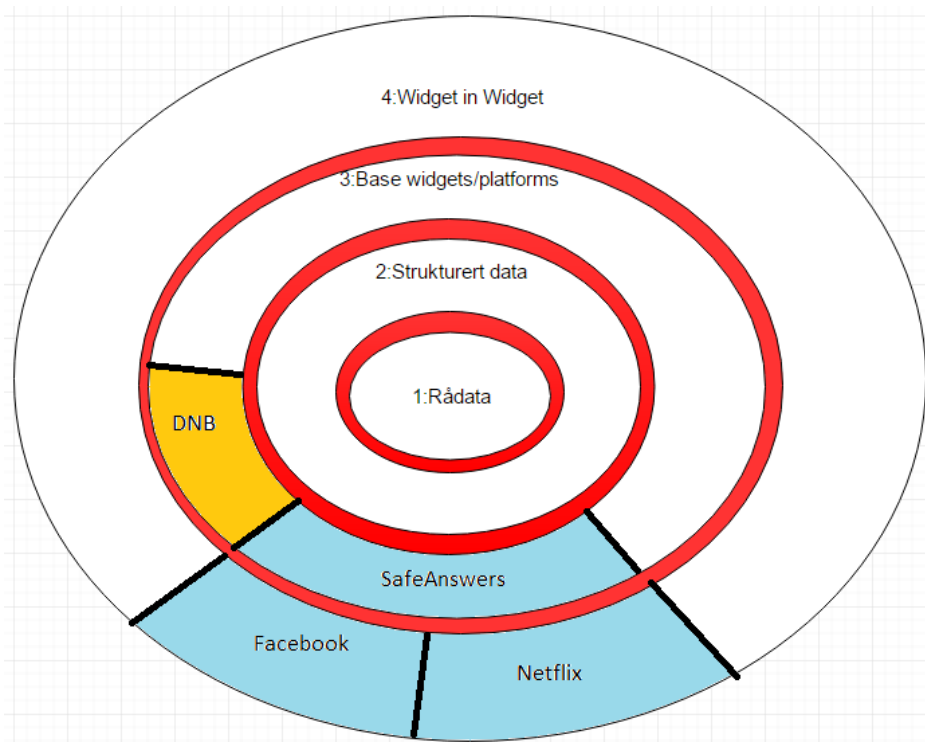 4:Widget in Widget
3:Base widgets/platforms
2:Strukturert data
1:Rådata
DNB
SafeAnswers
Facebook
Netflix